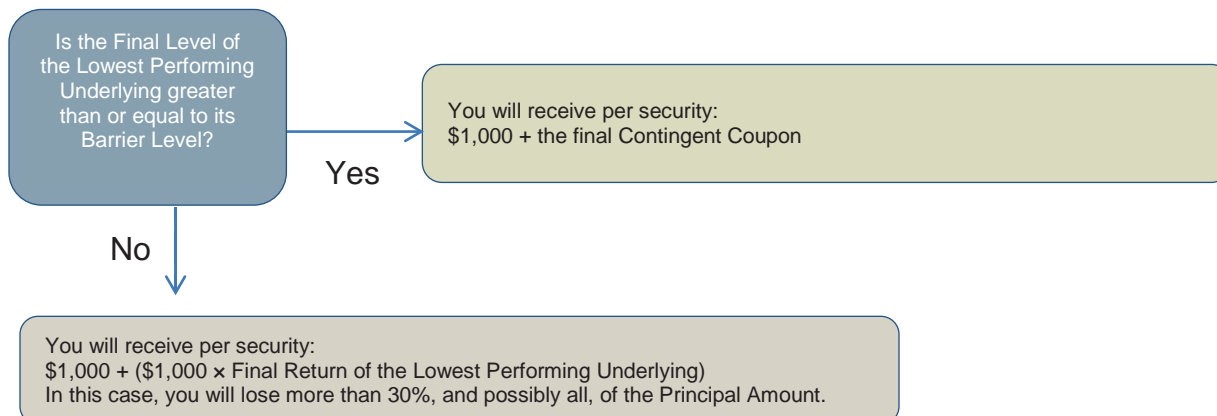 Is the Final Level of
the Lowest Performing
Underlying greater
than or equal to its
Barrier Level?
You will receive per security:
$1,000 + the final Contingent Coupon
Yes
No
You will receive per security:
$1,000 + ($1,000 × Final Return of the Lowest Performing Underlying)
In this case, you will lose more than 30%, and possibly all, of the Principal Amount.